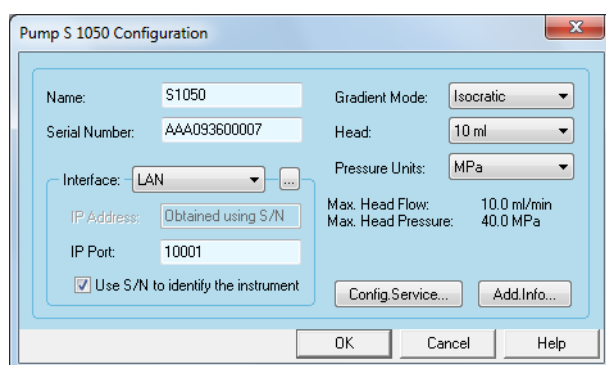 Pump S 1050 Configuration
Name: S1050
Serial Number: AAA093600007
Interface: LAN ...
IP Address: Obtained using S/N
IP Port: 10001
Use S/N to identify the instrument
Gradient Mode: Isocratic
Head: 10 ml
Pressure Units: MPa
Max. Head Flow: 10.0 ml/min
Max. Head Pressure: 40.0 MPa
Config.Service... Add.Info...
OK Cancel Help